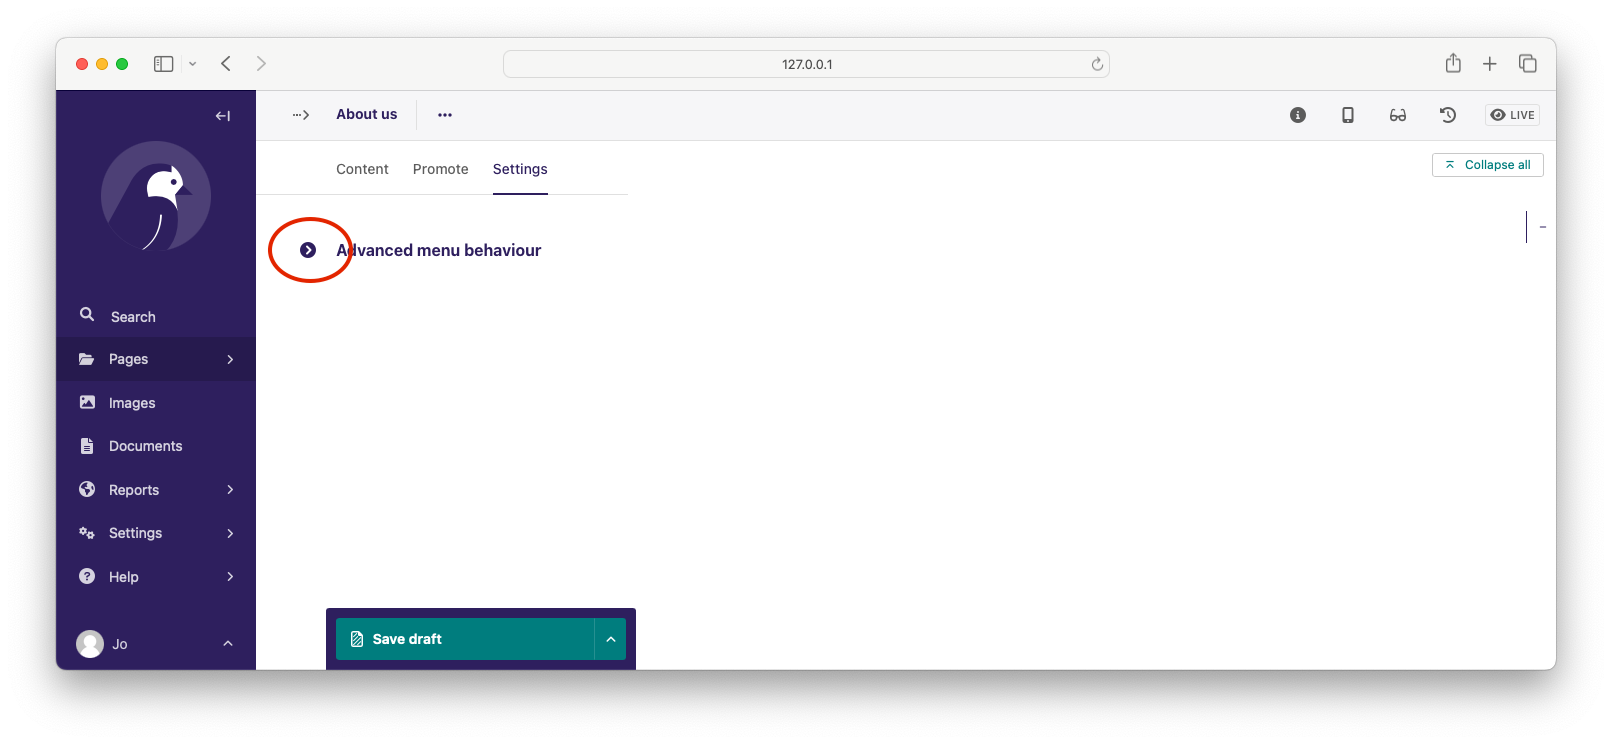 127.0.0.1
About us
LIVE
Content Promote Settings
Collapse all
Advanced menu behaviour
Search
Pages
Images
Documents
Reports
Settings
Help
Jo
Save draft